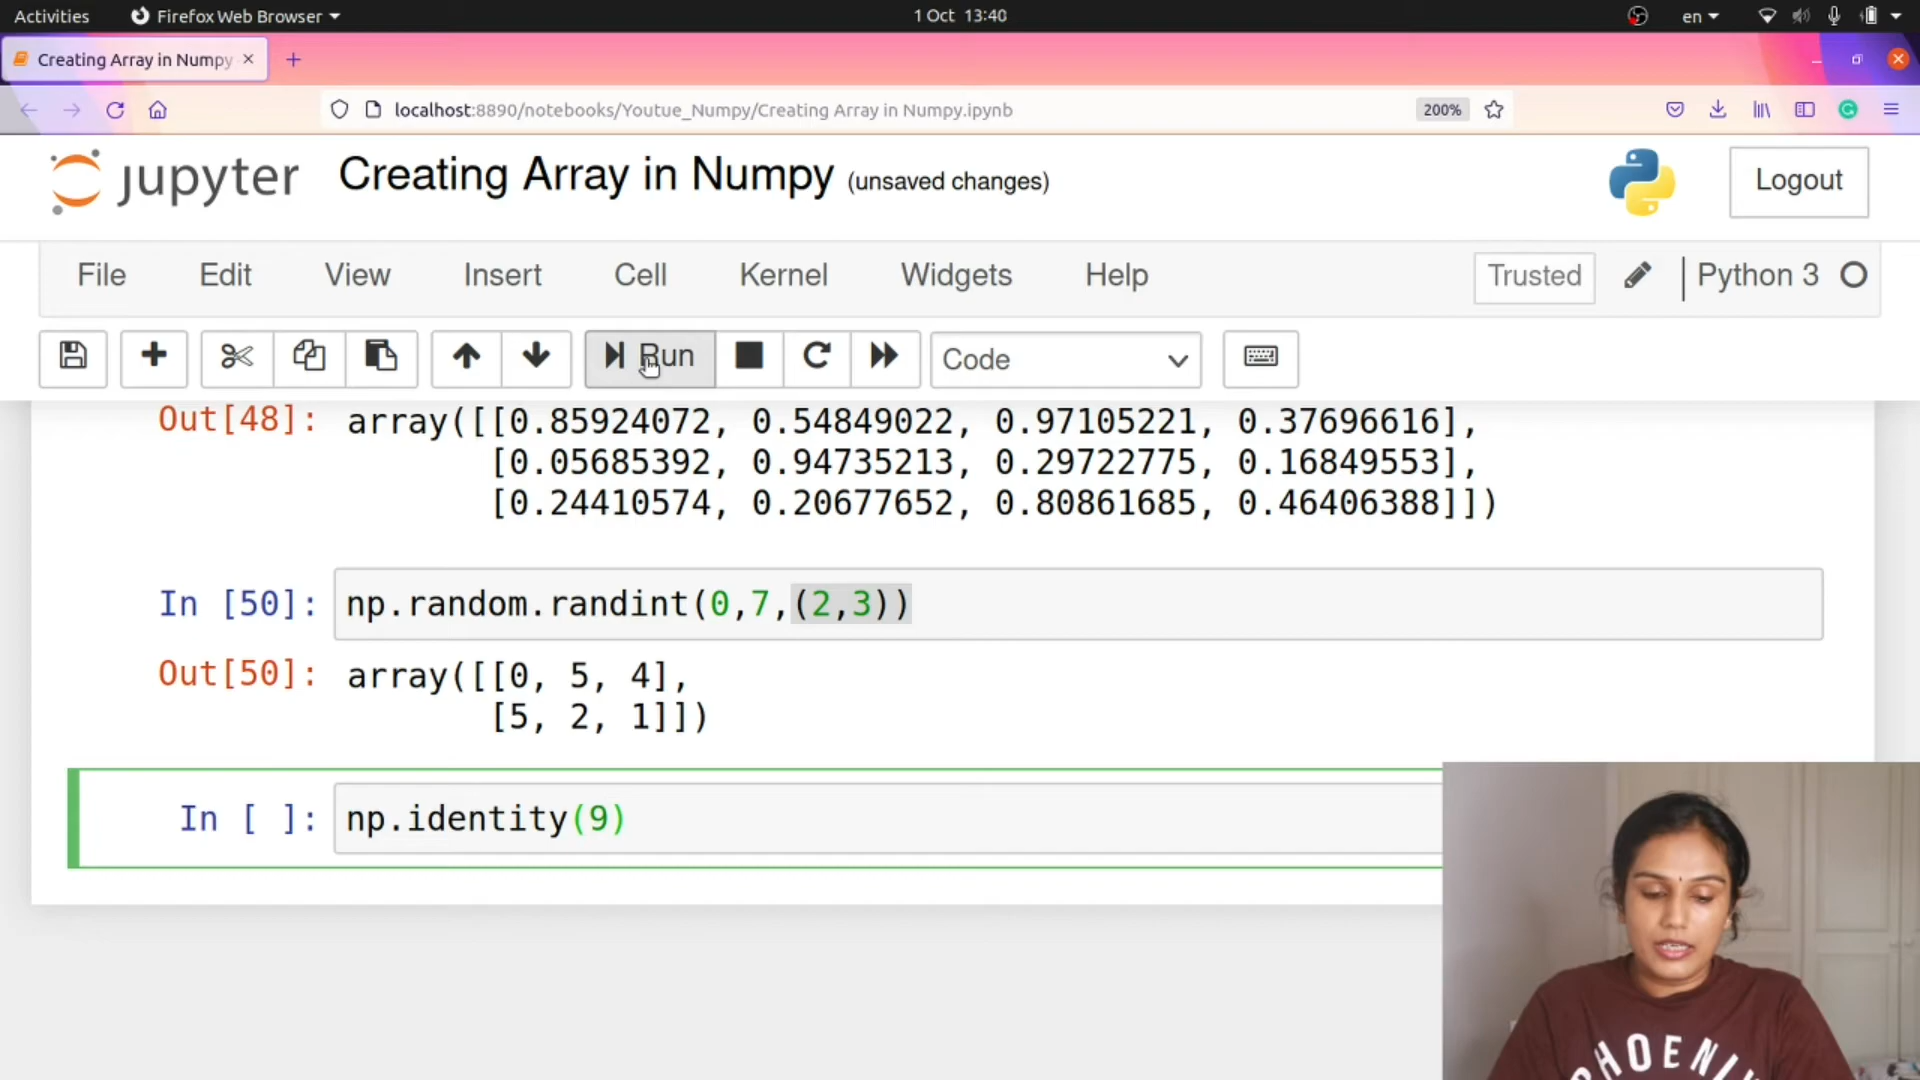 Activities Firefox Web Browser 1 Oct 13:40 en
Creating Array in Numpy
localhost:8890/notebooks/Youtue_Numpy/Creating Array in Numpy.ipynb 200%
jupyter Creating Array in Numpy (unsaved changes) Logout
File Edit View Insert Cell Kernel Widgets Help Trusted Python 3
Run Code
Out[48]: array([[0.85924072, 0.54849022, 0.97105221, 0.37696616],
[0.05685392, 0.94735213, 0.29722775, 0.16849553],
[0.24410574, 0.20677652, 0.80861685, 0.46406388]])
In [50]: np.random.randint(0,7,(2,3))
Out[50]: array([[0, 5, 4],
[5, 2, 1]])
In [ ]: np.identity(9)